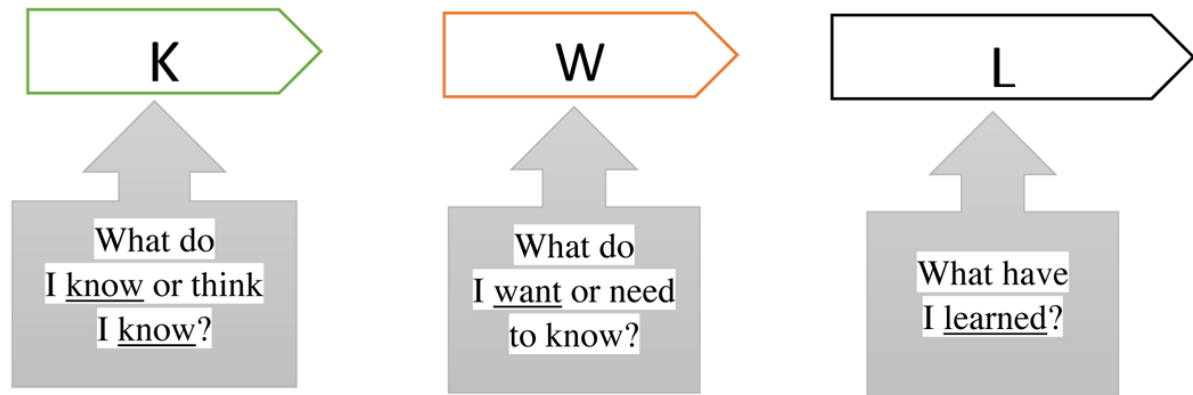 K
W
L
What do
I know or think
I know?
What do
I want or need
to know?
What have
I learned?